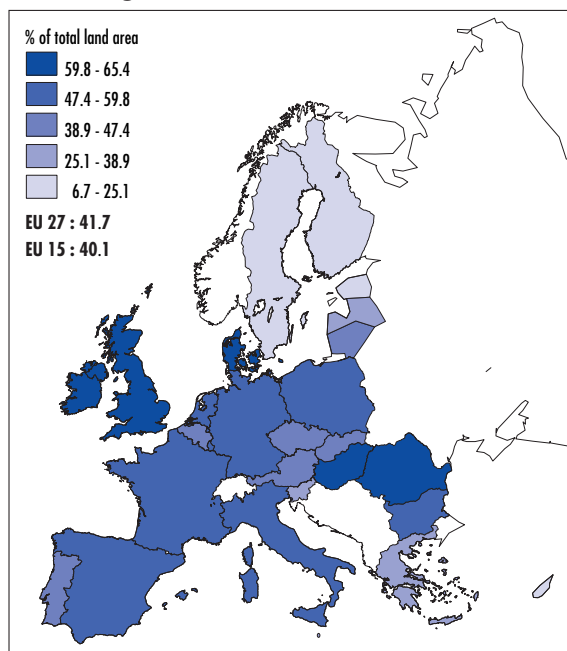 % of total land area
59.8 - 65.4
47.4 - 59.8
38.9 - 47.4
25.1 - 38.9
6.7 - 25.1
EU 27 : 41.7
EU 15 : 40.1